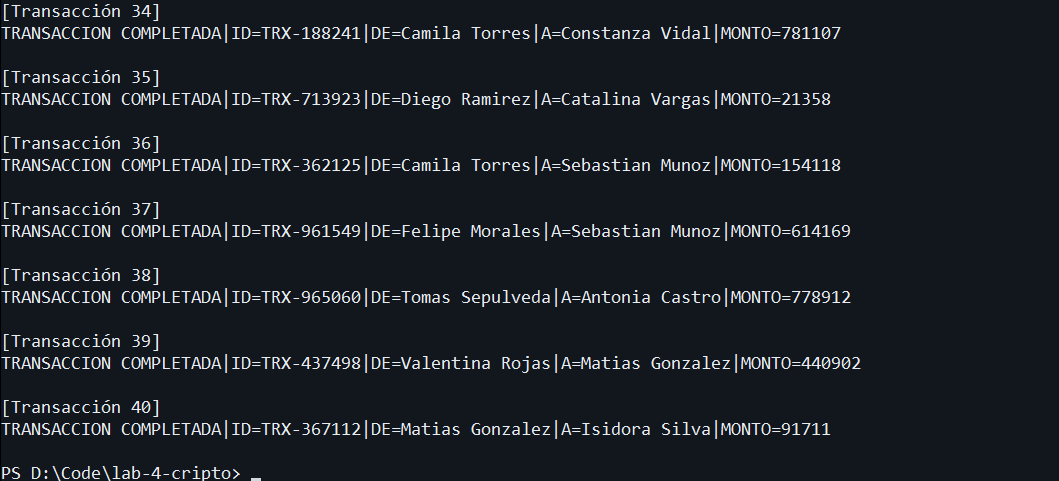 [Transacción 34]
TRANSACCION COMPLETADA|ID=TRX-188241|DE=Camila Torres|A=Constanza Vidal|MONTO=781107
[Transacción 35]
TRANSACCION COMPLETADA|ID=TRX-713923|DE=Diego Ramirez|A=Catalina Vargas|MONTO=21358
[Transacción 36]
TRANSACCION COMPLETADA|ID=TRX-362125|DE=Camila Torres|A=Sebastian Munoz|MONTO=154118
[Transacción 37]
TRANSACCION COMPLETADA|ID=TRX-961549|DE=Felipe Morales|A=Sebastian Munoz|MONTO=614169
[Transacción 38]
TRANSACCION COMPLETADA|ID=TRX-965060|DE=Tomas Sepulveda|A=Antonia Castro|MONTO=778912
[Transacción 39]
TRANSACCION COMPLETADA|ID=TRX-437498|DE=Valentina Rojas|A=Matias Gonzalez|MONTO=440902
[Transacción 40]
TRANSACCION COMPLETADA|ID=TRX-367112|DE=Matias Gonzalez|A=Isidora Silva|MONTO=91711
PS D:\Code\lab-4-cripto> _